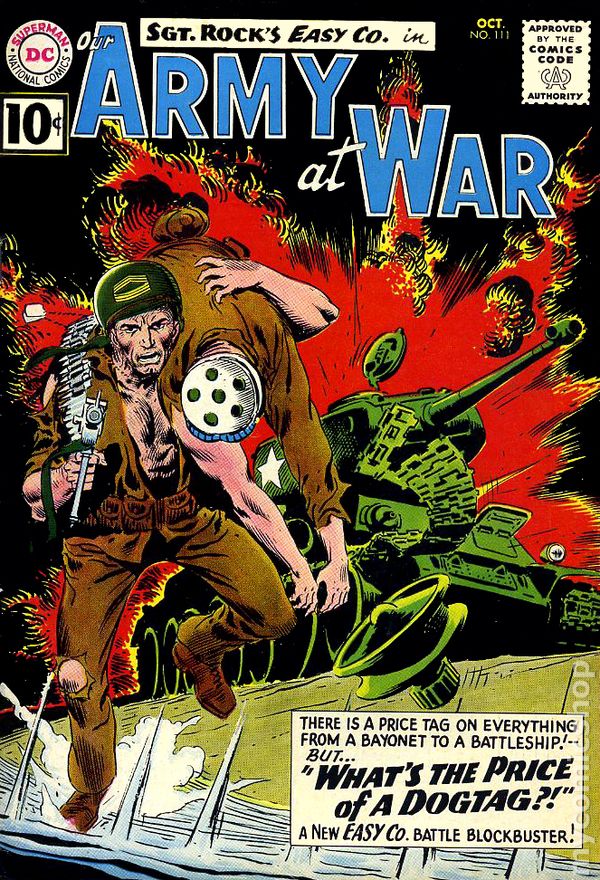 SUPERMAN
DC
NATIONAL COMICS
SGT. ROCK'S EASY CO. in
OCT.
NO. 111
APPROVED
BY THE
COMICS
CODE
CA
AUTHORITY
10¢
OUR
ARMY
at WAR
THERE IS A PRICE TAG ON EVERYTHING
FROM A BAYONET TO A BATTLESHIP!--
BUT...
"WHAT'S THE PRICE
of A DOGTAG?!"
A NEW EASY CO. BATTLE BLOCKBUSTER!
mycomicshop